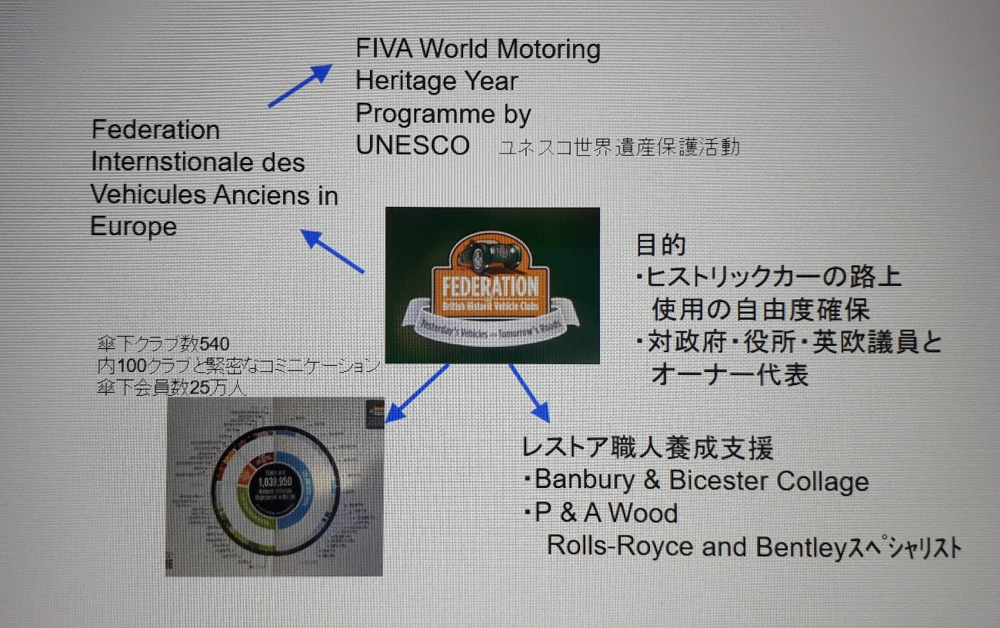 FIVA World Motoring
Heritage Year
Programme by
UNESCO ユネスコ世界遺産保護活動
Federation
Internstionale des
Vehicules Anciens in
Europe
FEDERATION
British Historic Vehicle Clubs
Yesterday's Vehicles Tomorrow's Roads
目的
・ヒストリックカーの路上
使用の自由度確保
・対政府・役所・英欧議員と
オーナー代表
傘下クラブ数540
内100クラブと緊密なコミニケーション
傘下会員数25万人
1,039,950
レストア職人養成支援
・Banbury & Bicester Collage
・P & A Wood
Rolls-Royce and Bentleyスペシャリスト